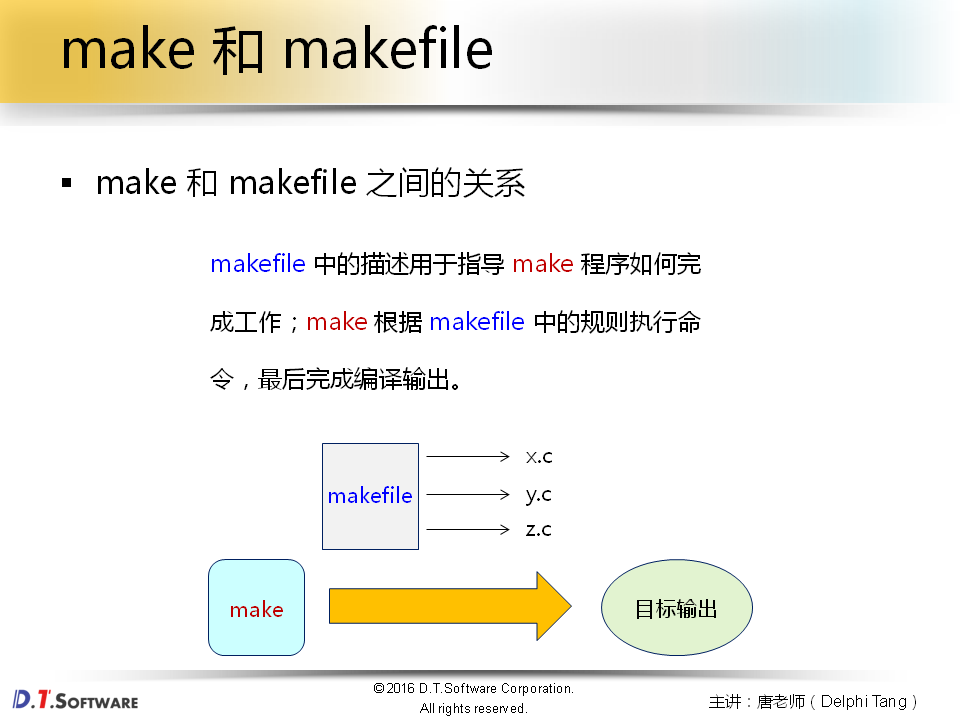 make 和 makefile
▪ make 和 makefile 之间的关系
makefile 中的描述用于指导 make 程序如何完
成工作；make 根据 makefile 中的规则执行命
令，最后完成编译输出。
x.c
makefile
y.c
z.c
make
目标输出
D.T.SOFTWARE
©2016 D.T.Software Corporation.
All rights reserved.
主讲：唐老师（Delphi Tang）